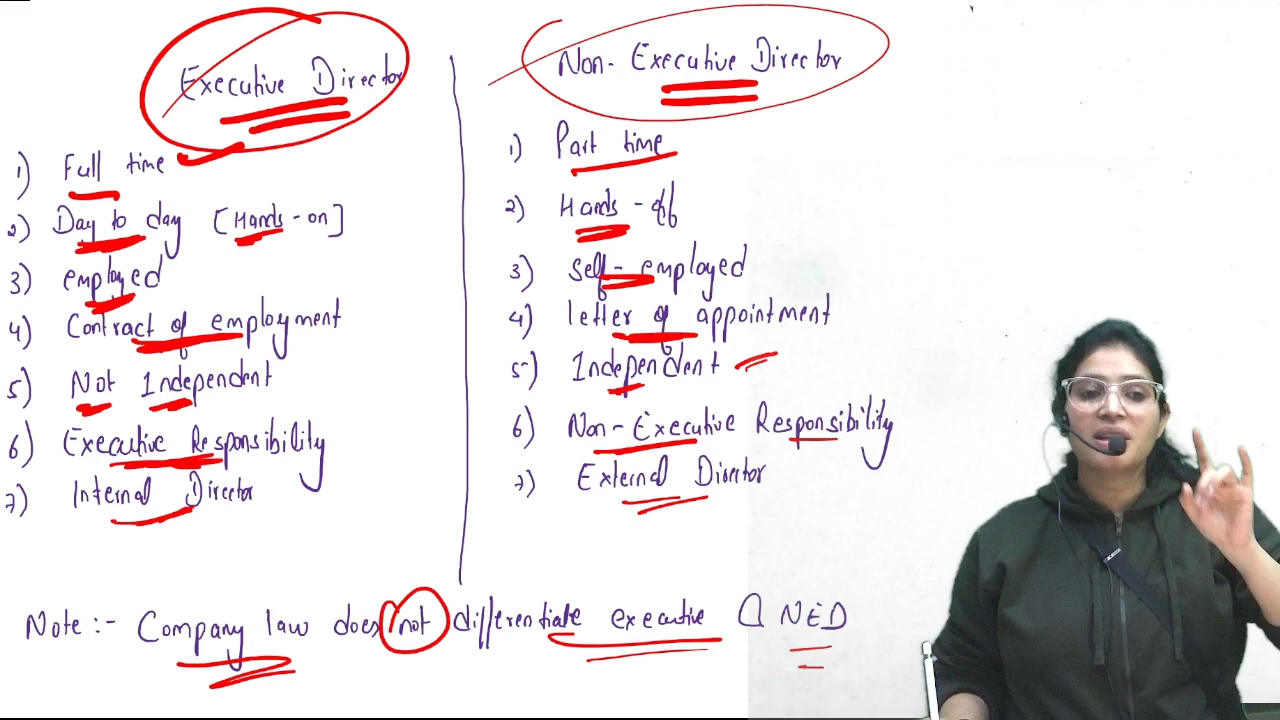 Executive Director
1) Full time
2) Day to day [Hands-on]
3) employed
4) Contract of employment
5) Not Independent
6) Executive Responsibility
7) Internal Director
Non-Executive Director
1) Part time
2) Hands-off
3) Self-employed
4) letter of appointment
5) Independent
6) Non-Executive Responsibility
7) External Director
Note:- Company law does not differentiate executive & NED